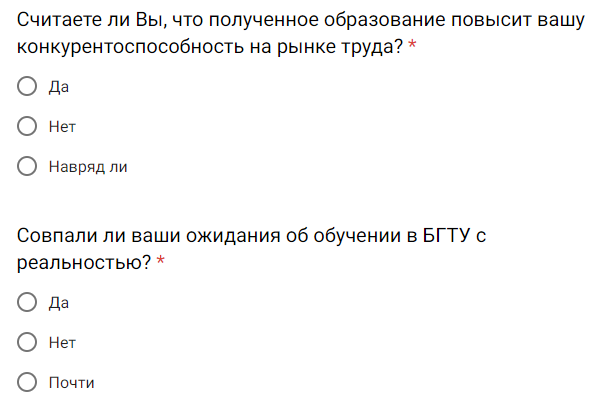 Считаете ли Вы, что полученное образование повысит вашу
конкурентоспособность на рынке труда? *
Да
Нет
Навряд ли
Совпали ли ваши ожидания об обучении в БГТУ с
реальностью? *
Да
Нет
Почти